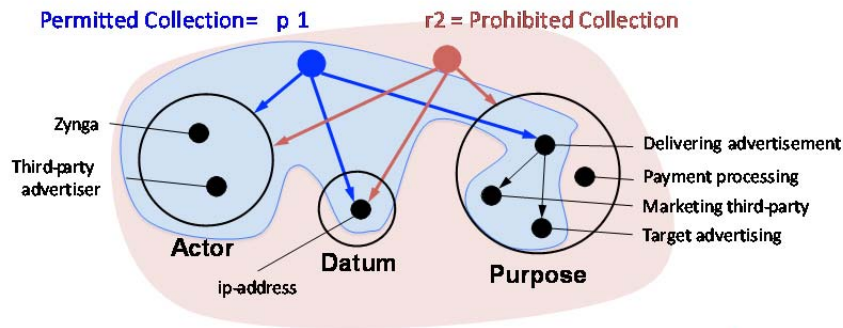 Permitted Collection= p 1
r2 = Prohibited Collection
Zynga
Third-party
advertiser
Actor
ip-address
Datum
Purpose
Delivering advertisement
Payment processing
Marketing third-party
Target advertising